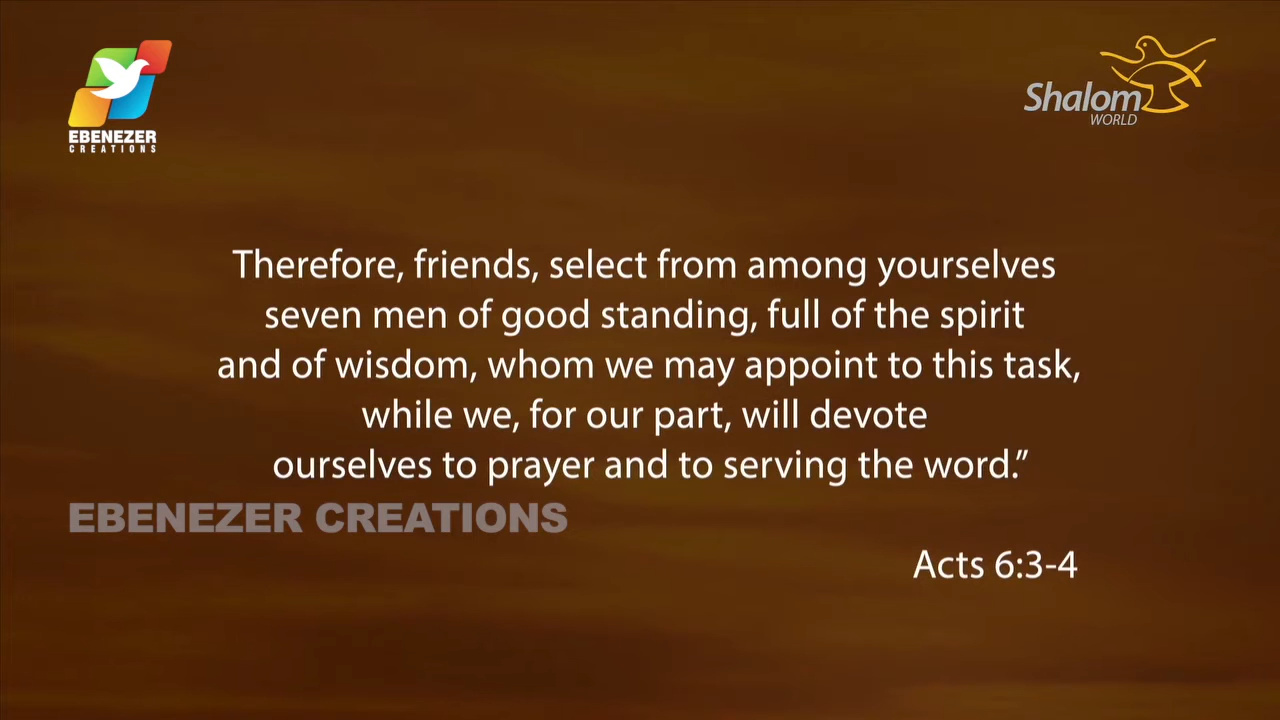 EBENEZER
CREATIONS
Shalom
WORLD
Therefore, friends, select from among yourselves
seven men of good standing, full of the spirit
and of wisdom, whom we may appoint to this task,
while we, for our part, will devote
ourselves to prayer and to serving the word.”
EBENEZER CREATIONS
Acts 6:3-4